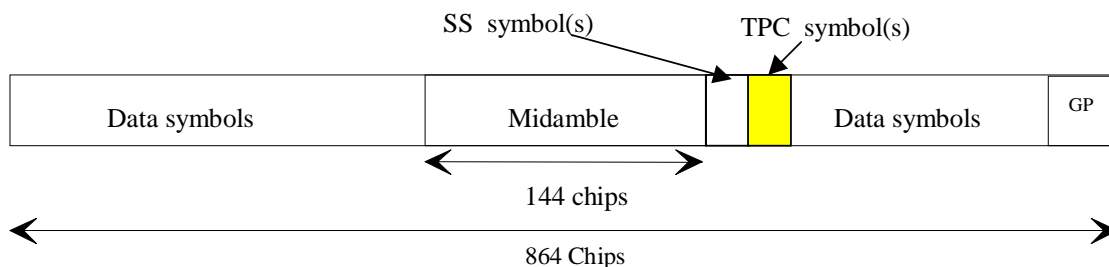 SS symbol(s)
TPC symbol(s)
Data symbols
Midamble
Data symbols
GP
144 chips
864 Chips